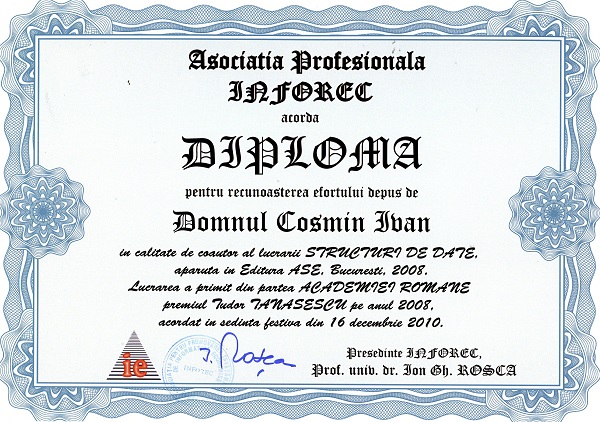 Asociatia Profesionala
INFOREC
acorda
DIPLOMA
pentru recunoasterea efortului depus de
Domnul Cosmin Ivan
in calitate de coautor al lucrarii STRUCTURI DE DATE,
aparuta in Editura ASE, Bucuresti, 2008.
Lucrarea a primit din partea ACADEMIEI ROMANE
premiul Tudor TANASESCU pe anul 2008,
acordat in sedinta festiva din 16 decembrie 2010.
ie
I. Roșca
Presedinte INFOREC,
Prof. univ. dr. Ion Gh. ROSCA